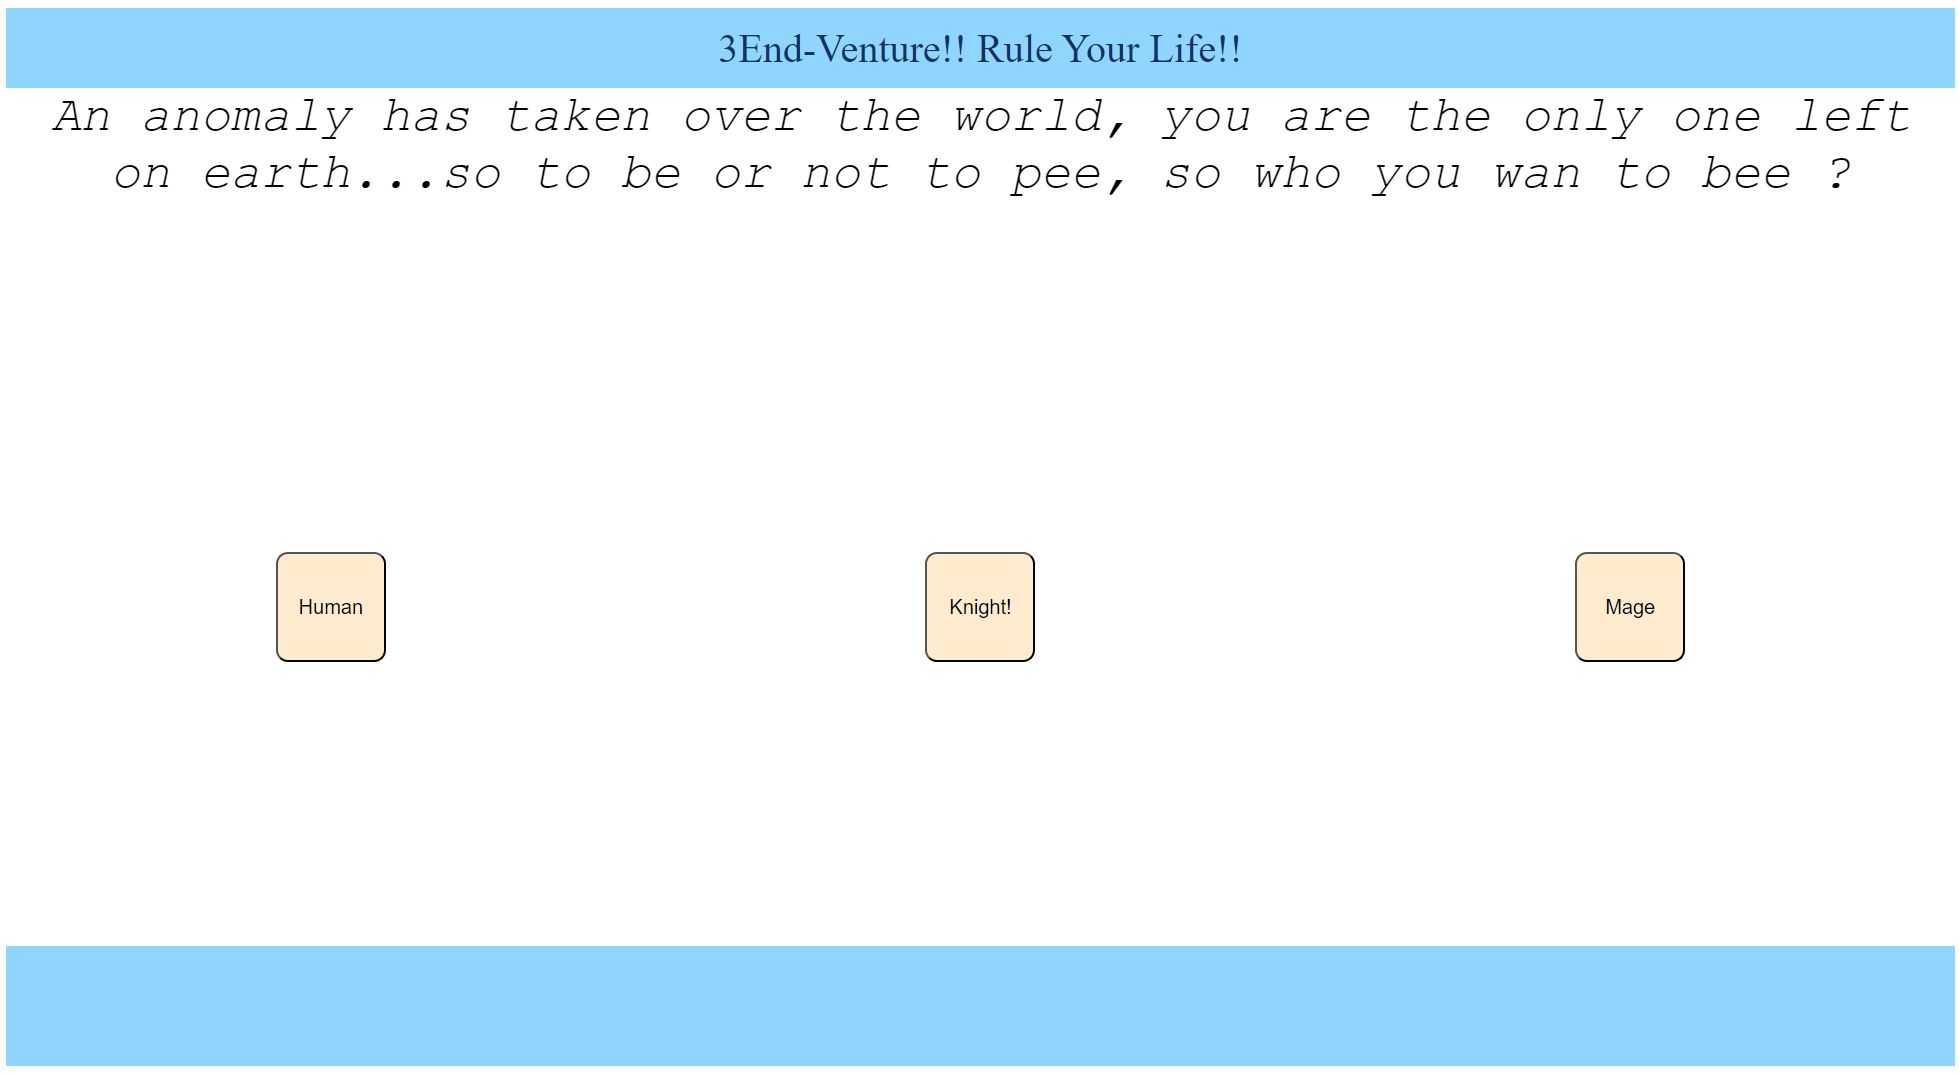 3End-Venture!! Rule Your Life!!
An anomaly has taken over the world, you are the only one left
on earth...so to be or not to pee, so who you wan to bee ?
Human
Knight!
Mage